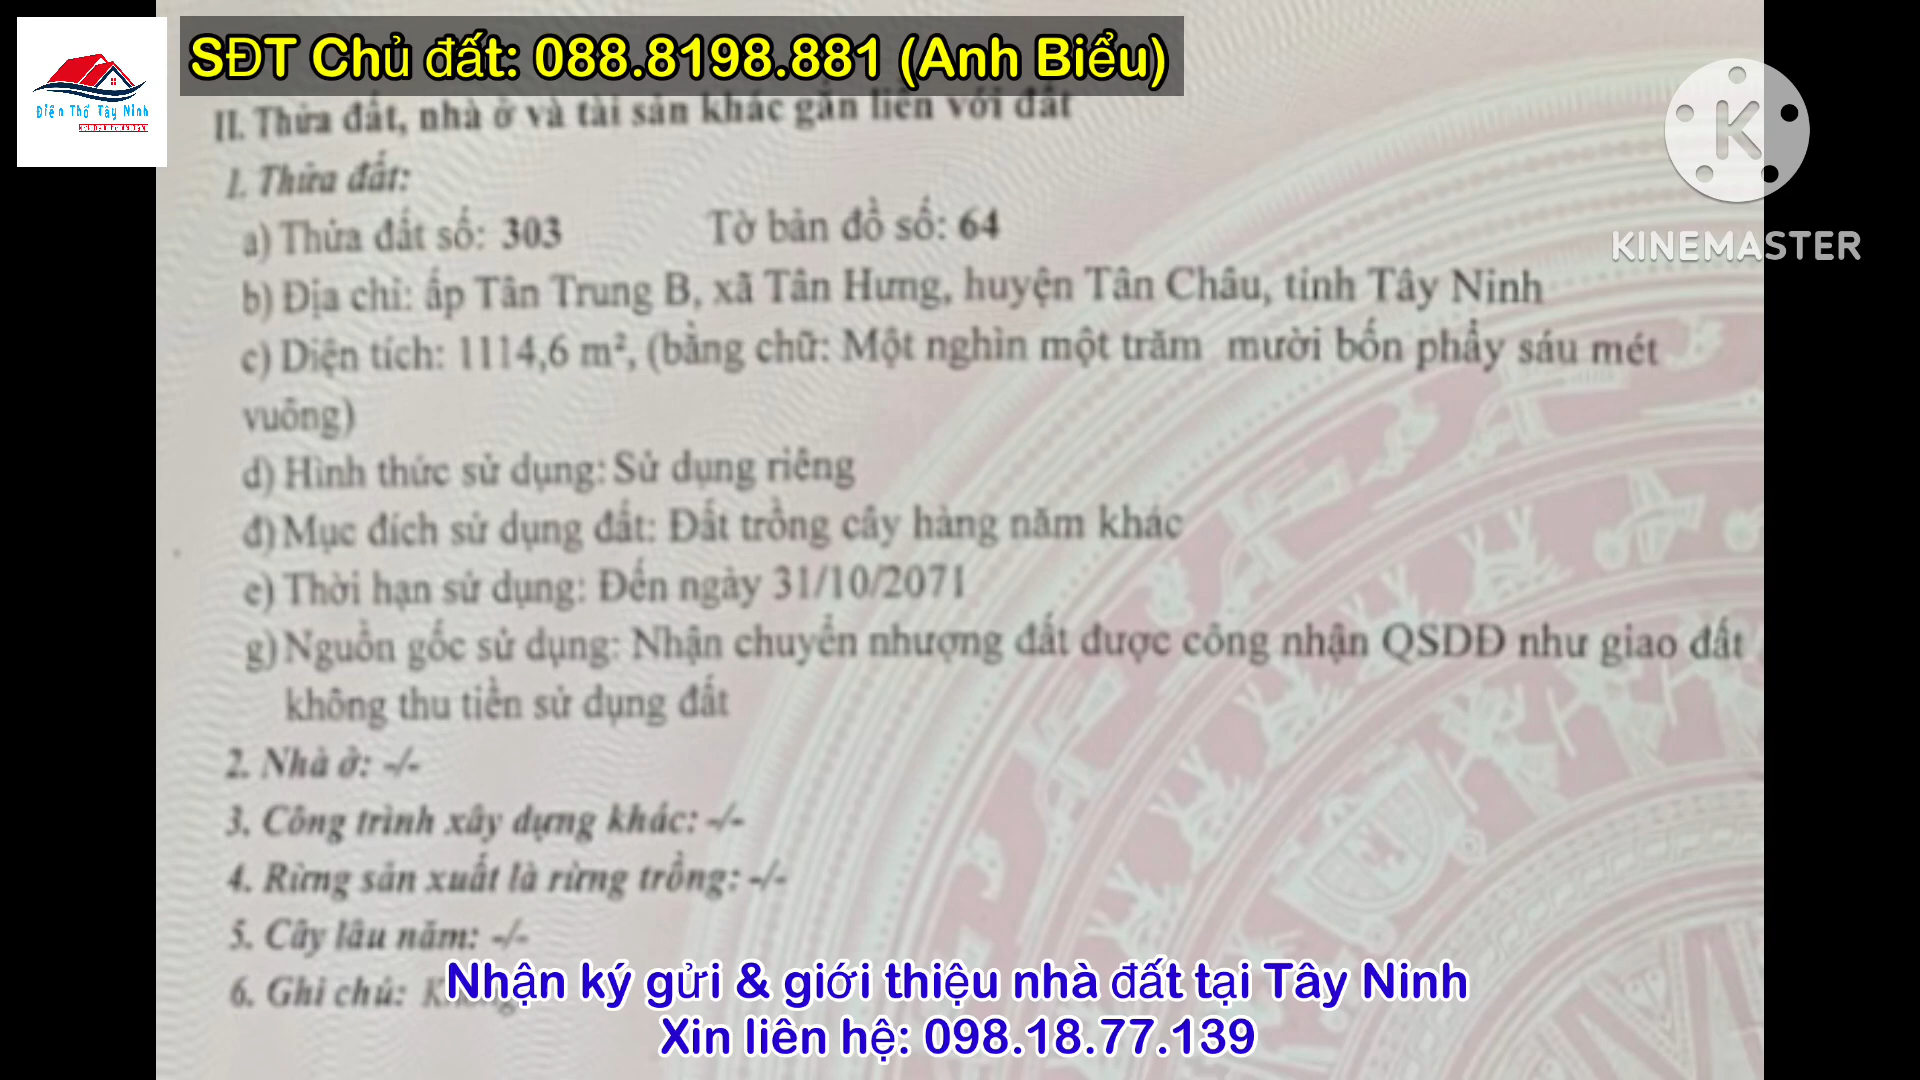 SĐT Chủ đất: 088.8198.881 (Anh Biểu)
Điện Thổ Tây Ninh
KINEMASTER
II. Thửa đất, nhà ở và tài sản khác gắn liền với đất
1. Thửa đất:
a) Thửa đất số: 303 Tờ bản đồ số: 64
b) Địa chỉ: ấp Tân Trung B, xã Tân Hưng, huyện Tân Châu, tỉnh Tây Ninh
c) Diện tích: 1114,6 m², (bằng chữ: Một nghìn một trăm mười bốn phẩy sáu mét
vuông)
d) Hình thức sử dụng: Sử dụng riêng
đ) Mục đích sử dụng đất: Đất trồng cây hàng năm khác
e) Thời hạn sử dụng: Đến ngày 31/10/2071
g) Nguồn gốc sử dụng: Nhận chuyển nhượng đất được công nhận QSDĐ như giao đất
không thu tiền sử dụng đất
2. Nhà ở: -/-
3. Công trình xây dựng khác: -/-
4. Rừng sản xuất là rừng trồng: -/-
5. Cây lâu năm: -/-
6. Ghi chú:
Nhận ký gửi & giới thiệu nhà đất tại Tây Ninh
Xin liên hệ: 098.18.77.139